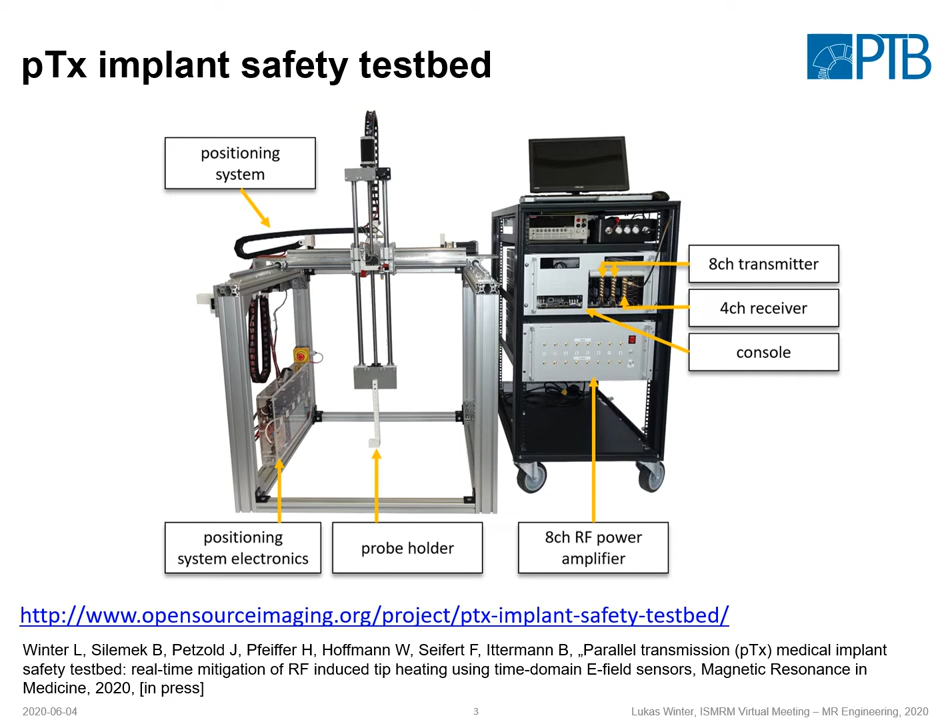 pTx implant safety testbed
PTB
positioning
system
8ch transmitter
4ch receiver
console
positioning
system electronics
probe holder
8ch RF power
amplifier
http://www.opensourceimaging.org/project/ptx-implant-safety-testbed/
Winter L, Silemek B, Petzold J, Pfeiffer H, Hoffmann W, Seifert F, Ittermann B, „Parallel transmission (pTx) medical implant
safety testbed: real-time mitigation of RF induced tip heating using time-domain E-field sensors, Magnetic Resonance in
Medicine, 2020, [in press]
2020-06-04
3
Lukas Winter, ISMRM Virtual Meeting – MR Engineering, 2020